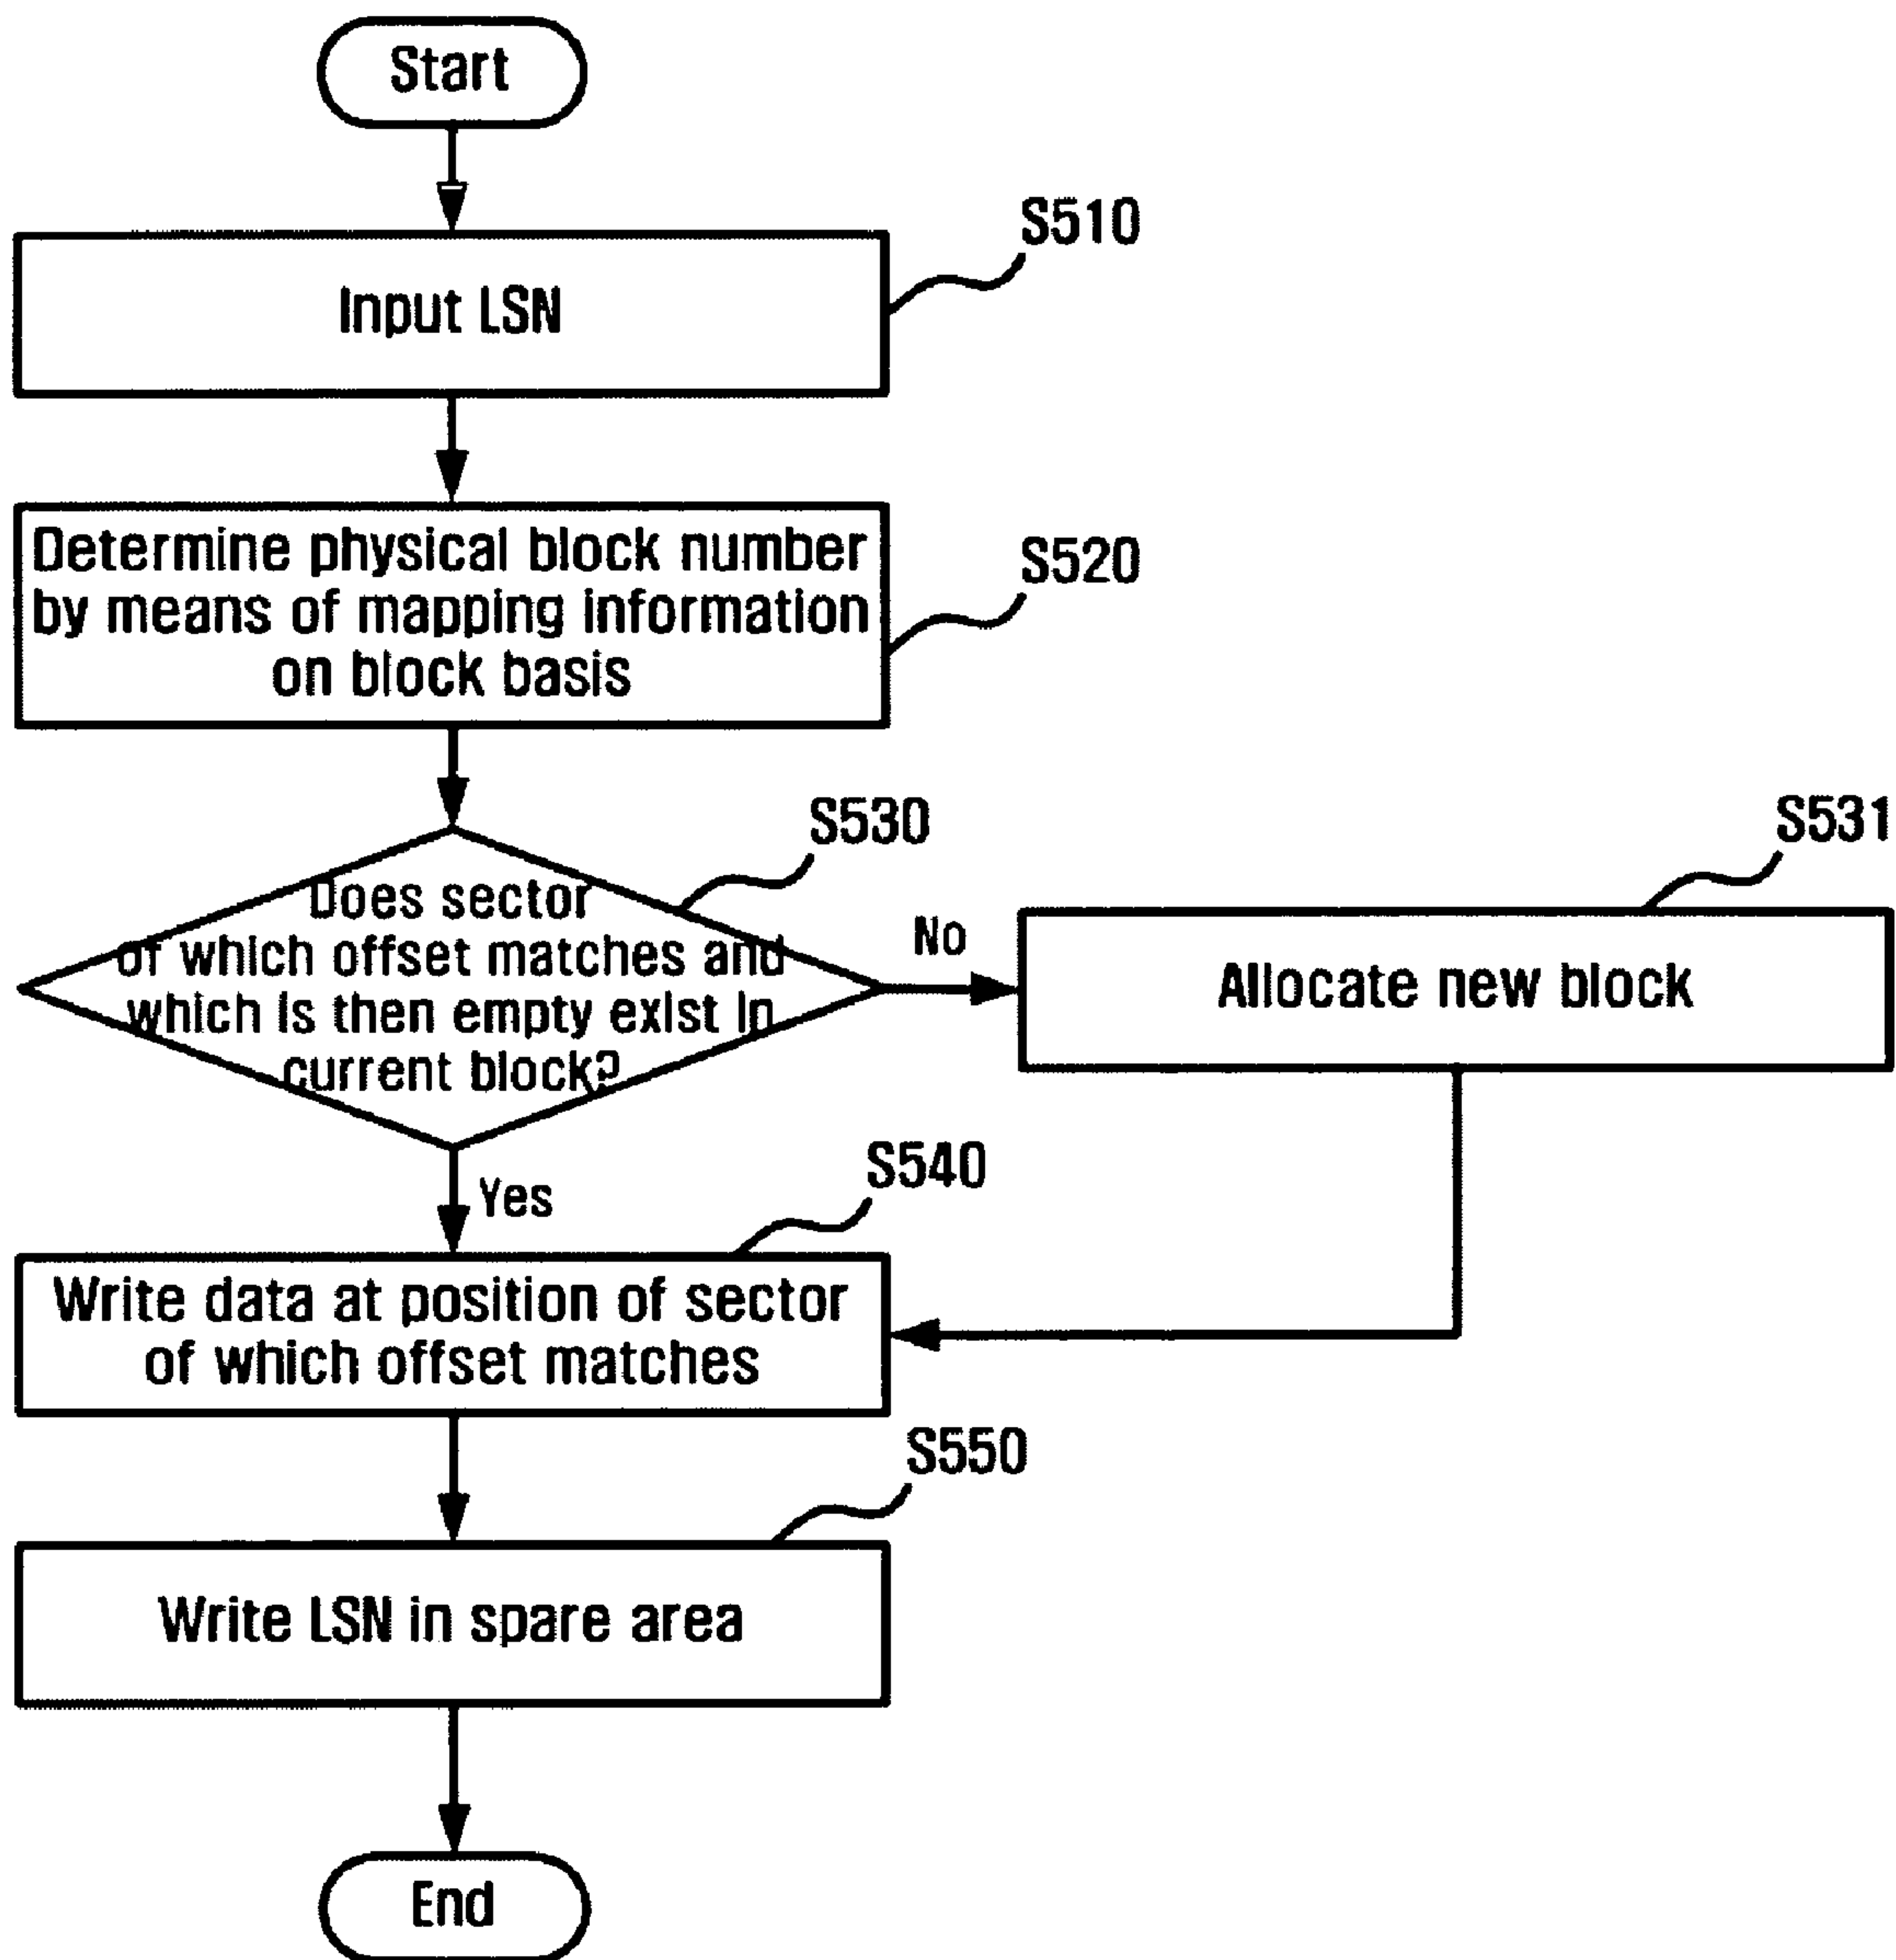 Start
S510
Input LSN
S520
Determine physical block number
by means of mapping information
on block basis
S530
Does sector
of which offset matches and
which is then empty exist in
current block?
No
S531
Allocate new block
Yes
S540
Write data at position of sector
of which offset matches
S550
Write LSN in spare area
End